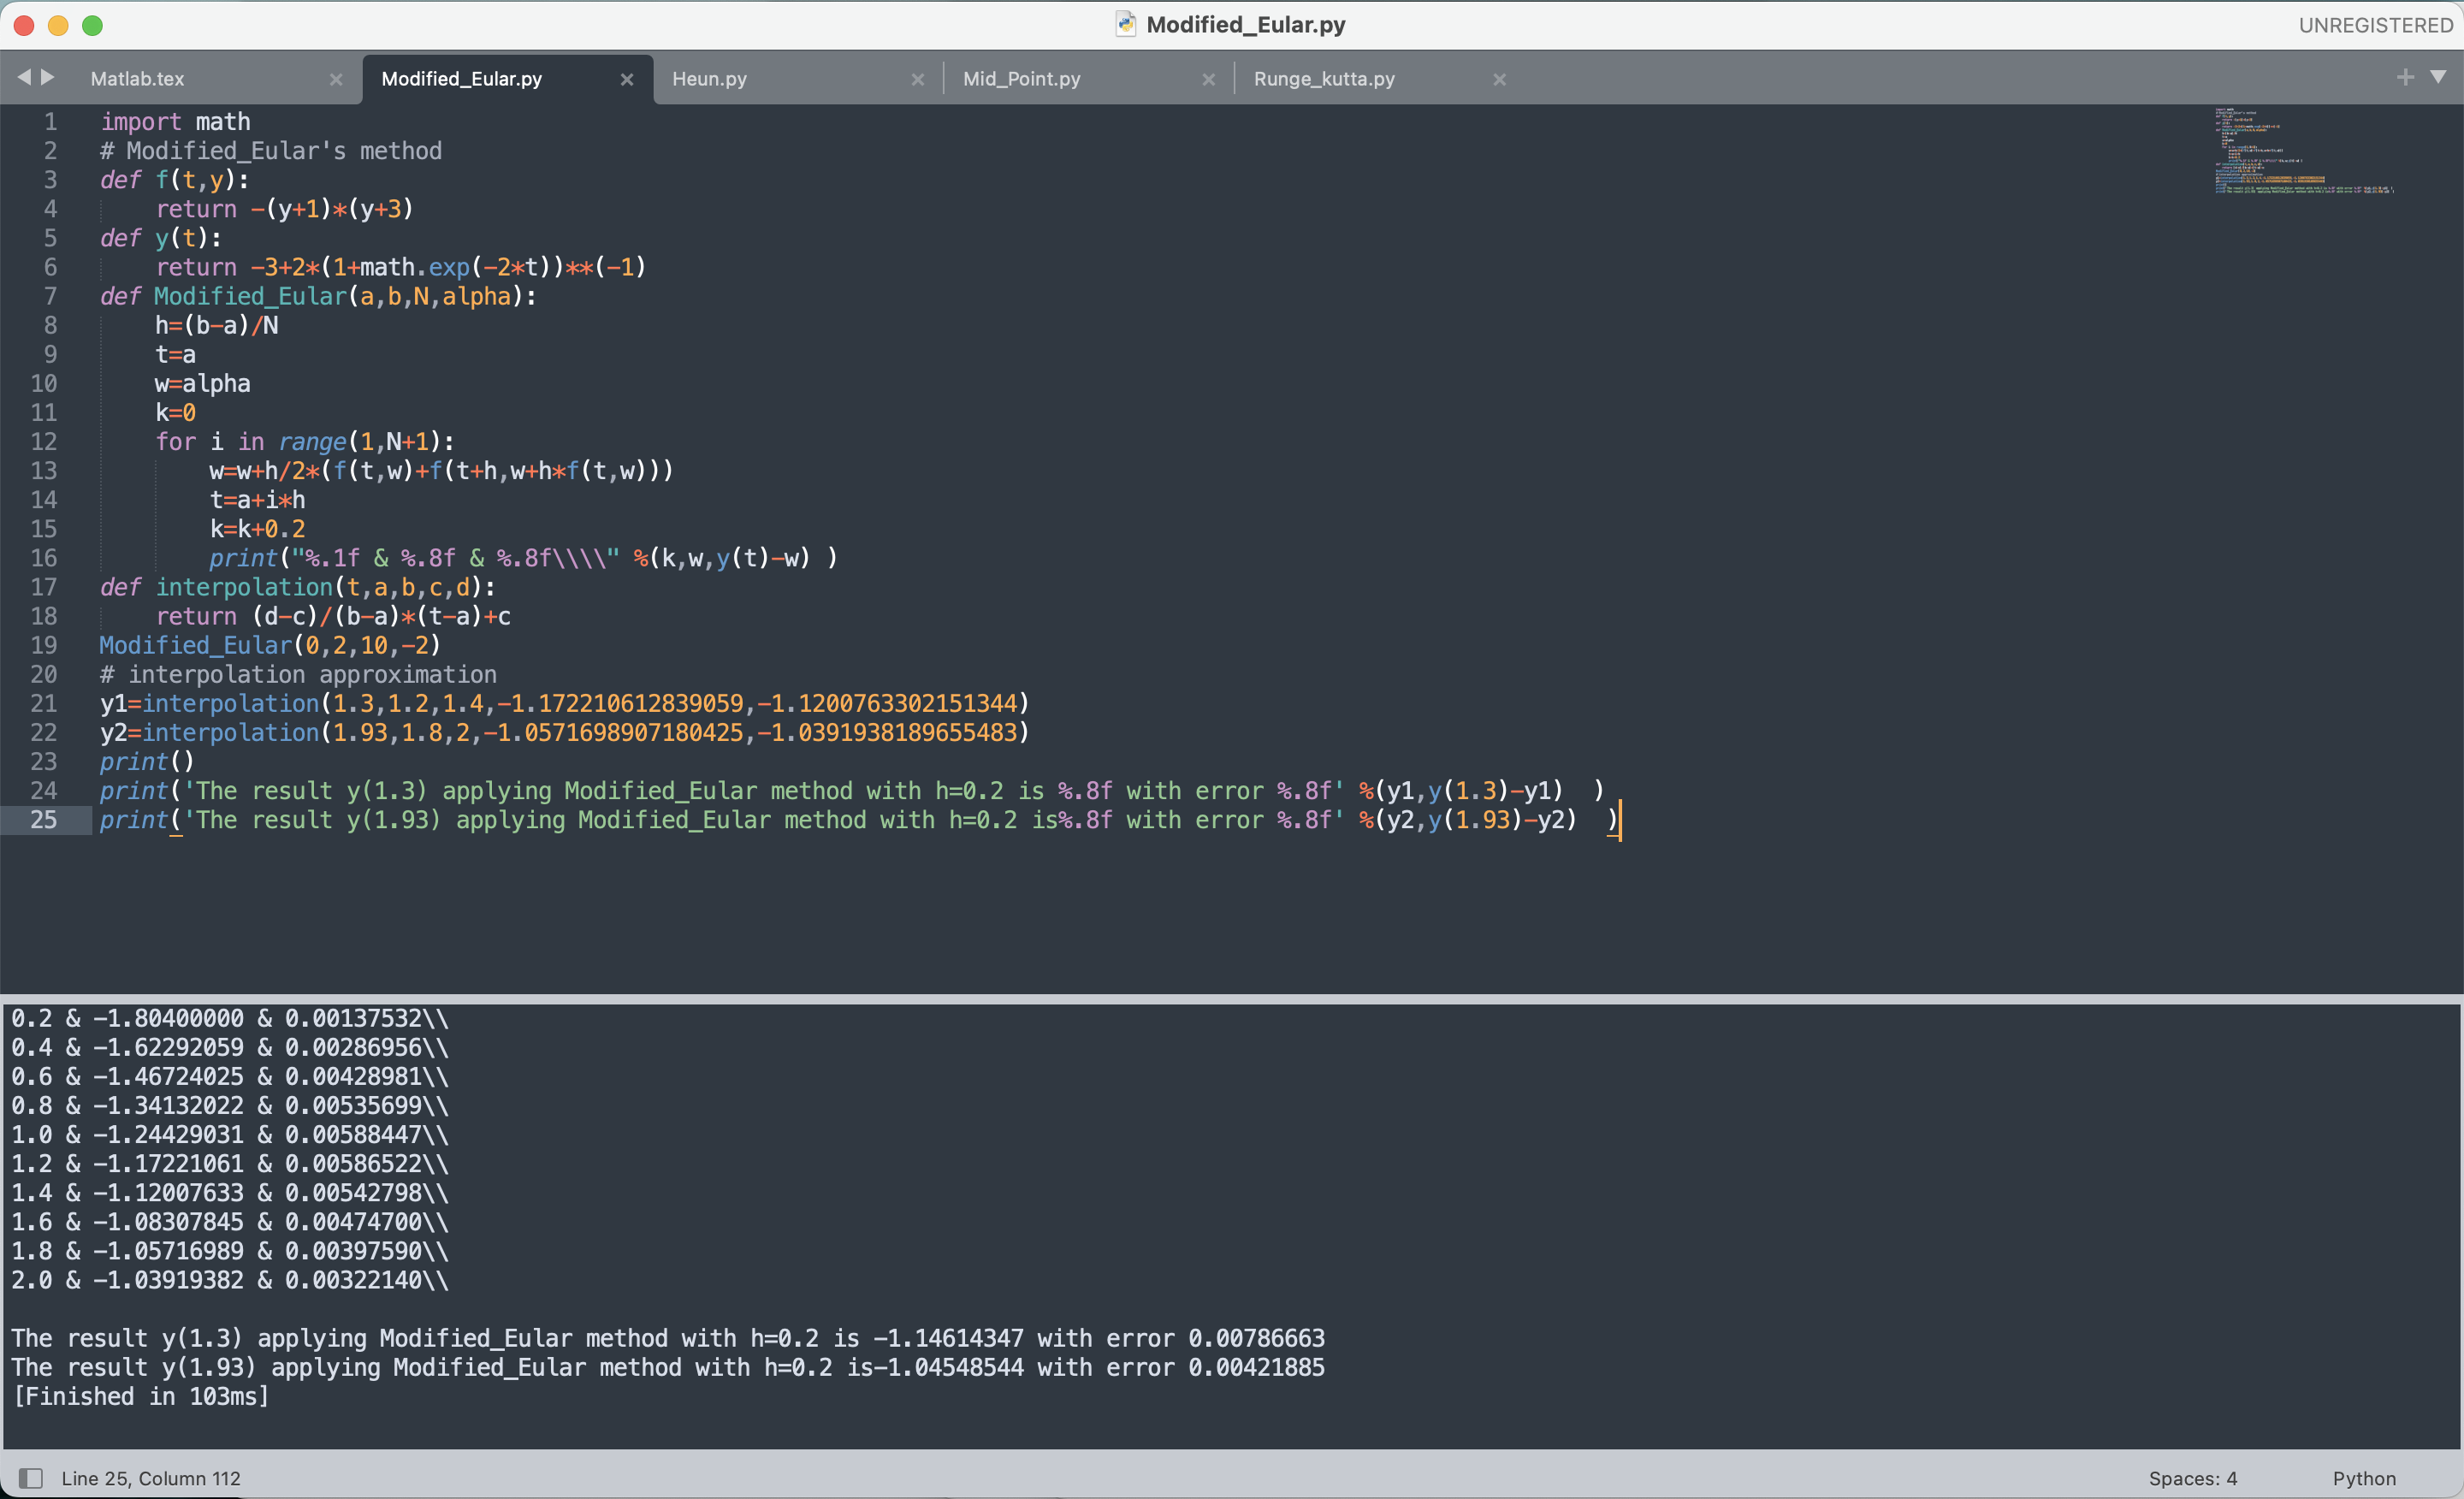 Modified_Eular.py
UNREGISTERED
Matlab.tex
Modified_Eular.py
Heun.py
Mid_Point.py
Runge_kutta.py
1 import math
2 # Modified_Eular's method
3 def f(t,y):
4     return -(y+1)*(y+3)
5 def y(t):
6     return -3+2*(1+math.exp(-2*t))**(-1)
7 def Modified_Eular(a,b,N,alpha):
8     h=(b-a)/N
9     t=a
10     w=alpha
11     k=0
12     for i in range(1,N+1):
13         w=w+h/2*(f(t,w)+f(t+h,w+h*f(t,w)))
14         t=a+i*h
15         k=k+0.2
16         print("%.1f & %.8f & %.8f\\\\" %(k,w,y(t)-w) )
17 def interpolation(t,a,b,c,d):
18     return (d-c)/(b-a)*(t-a)+c
19 Modified_Eular(0,2,10,-2)
20 # interpolation approximation
21 y1=interpolation(1.3,1.2,1.4,-1.172210612839059,-1.1200763302151344)
22 y2=interpolation(1.93,1.8,2,-1.0571698907180425,-1.0391938189655483)
23 print()
24 print('The result y(1.3) applying Modified_Eular method with h=0.2 is %.8f with error %.8f' %(y1,y(1.3)-y1)  )
25 print('The result y(1.93) applying Modified_Eular method with h=0.2 is%.8f with error %.8f' %(y2,y(1.93)-y2)  )
0.2 & -1.80400000 & 0.00137532\\
0.4 & -1.62292059 & 0.00286956\\
0.6 & -1.46724025 & 0.00428981\\
0.8 & -1.34132022 & 0.00535699\\
1.0 & -1.24429031 & 0.00588447\\
1.2 & -1.17221061 & 0.00586522\\
1.4 & -1.12007633 & 0.00542798\\
1.6 & -1.08307845 & 0.00474700\\
1.8 & -1.05716989 & 0.00397590\\
2.0 & -1.03919382 & 0.00322140\\
The result y(1.3) applying Modified_Eular method with h=0.2 is -1.14614347 with error 0.00786663
The result y(1.93) applying Modified_Eular method with h=0.2 is-1.04548544 with error 0.00421885
[Finished in 103ms]
Line 25, Column 112
Spaces: 4
Python